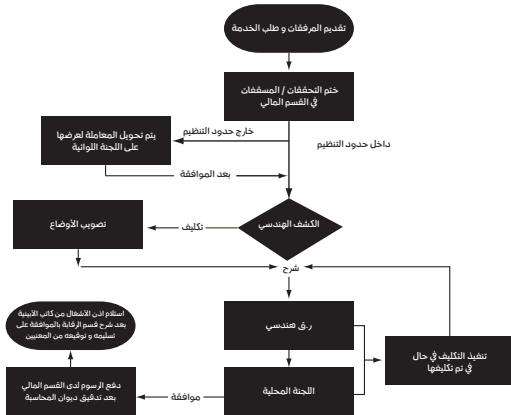 تقديم المرفقات و طلب الخدمة
ختم التحققات / المسقفات
في القسم المالي
خارج حدود التنظيم
داخل حدود التنظيم
يتم تحويل المعاملة لعرضها
على اللجنة اللوائية
بعد الموافقة
الكشف الهندسي
تكليف
تصويب الأوضاع
شرح
ر.ق هندسي
اللجنة المحلية
تنفيذ التكليف في حال
في تم تكليفها
موافقة
دفع الرسوم لدى القسم المالي
بعد تدقيق ديوان المحاسبة
استلام اذن الأشغال من كاتب الأبنية
بعد شرح قسم الرقابة بالموافقة على
تسليمه و توقيعه من المعنيين